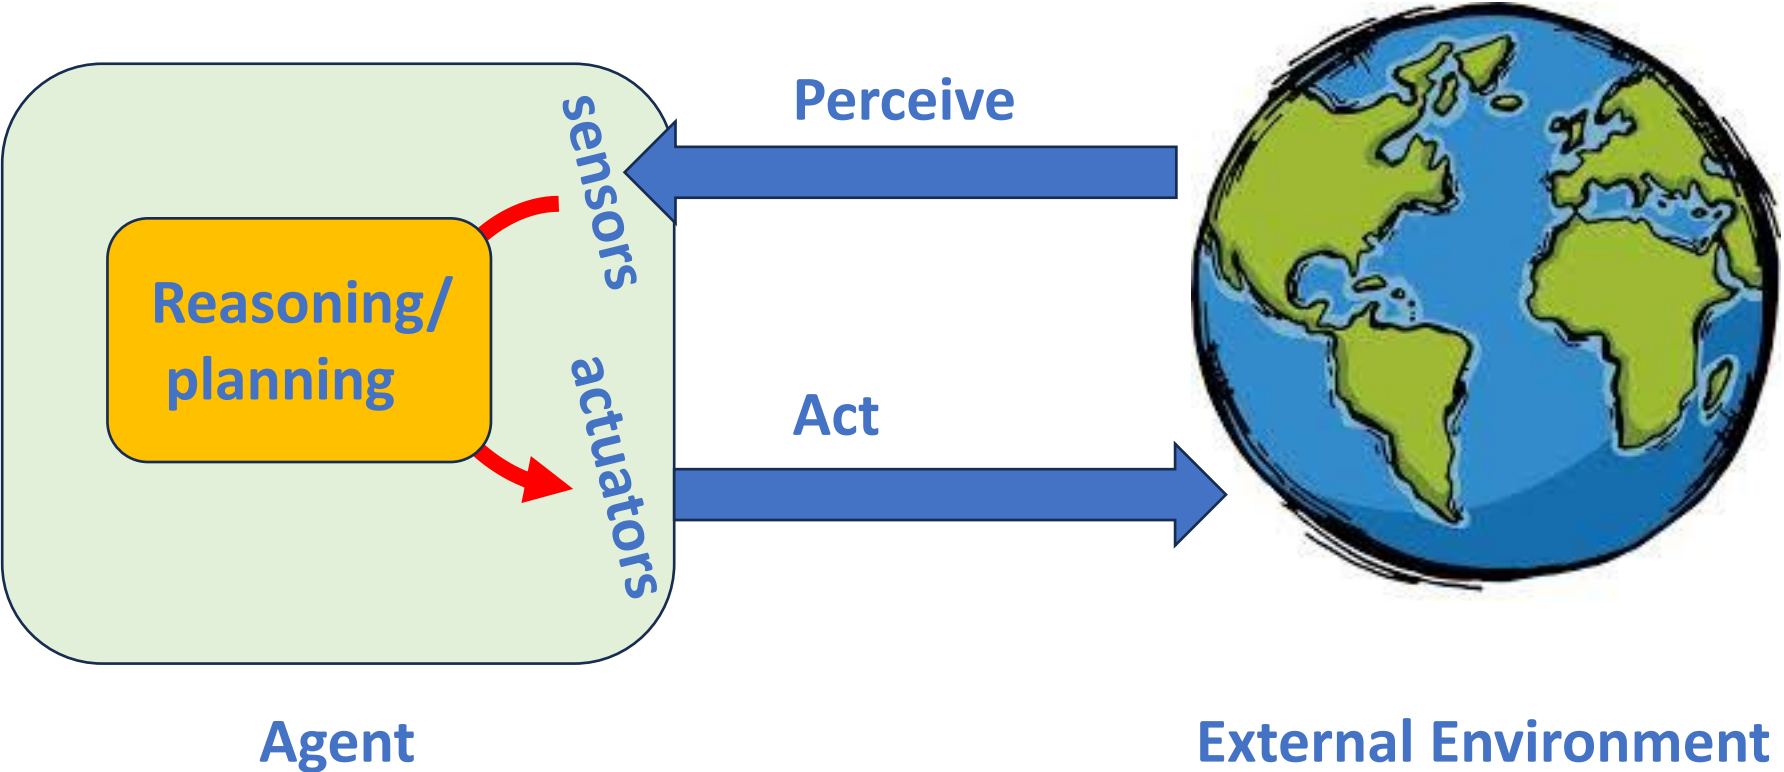 sensors
Perceive
Reasoning/
planning
actuators
Act
Agent
External Environment